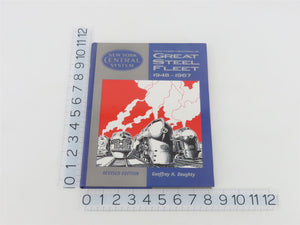 NEW YORK CENTRAL'S
GREAT
STEEL
FLEET
1948-1967
NEW YORK
CENTRAL
SYSTEM
REVISED EDITION
Geoffrey H. Doughty
12
11
10
9
8
7
6
5
4
3
2
1
0
0 1 2 3 4 5 6 7 8 9 10 11 12